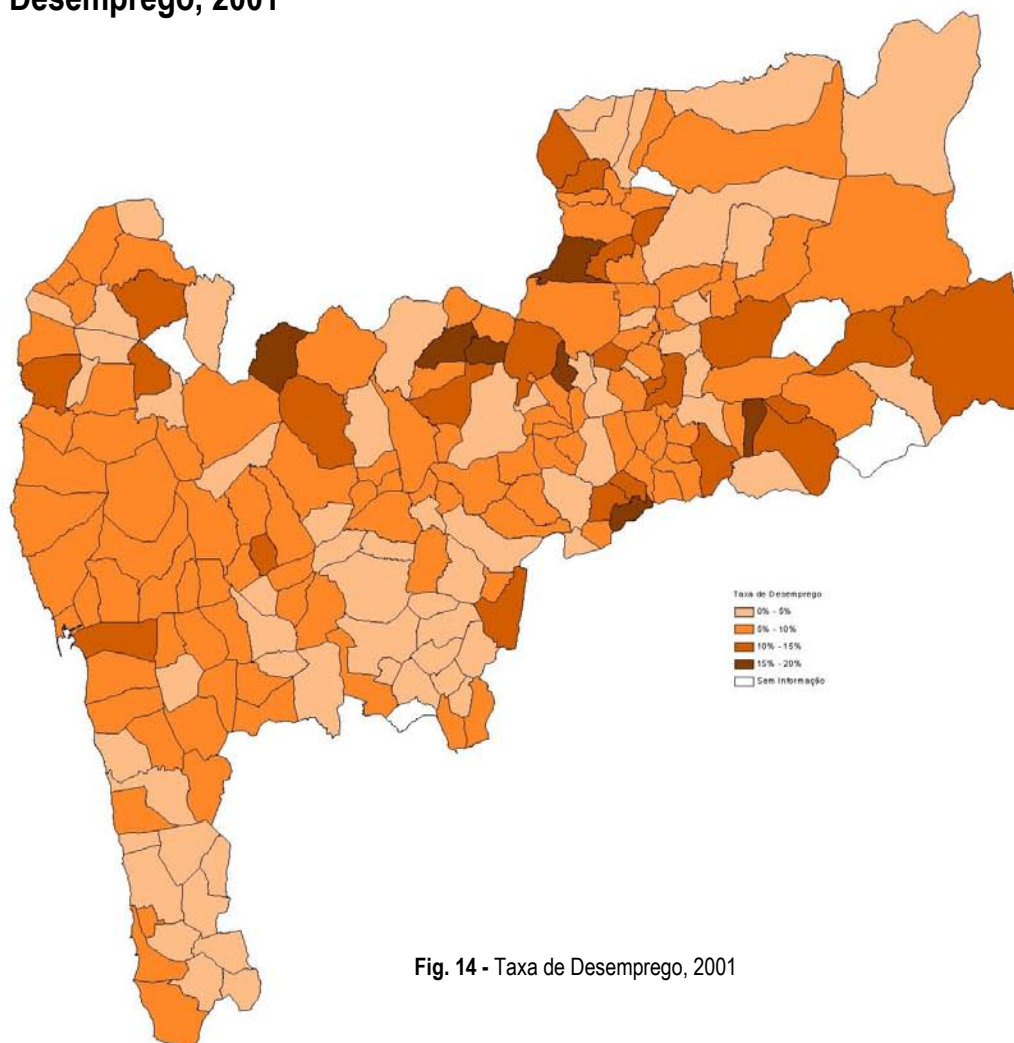 Desemprego, 2001
Taxa de Desemprego
0% - 5%
5% - 10%
10% - 15%
15% - 20%
Sem Informação
Fig. 14 - Taxa de Desemprego, 2001